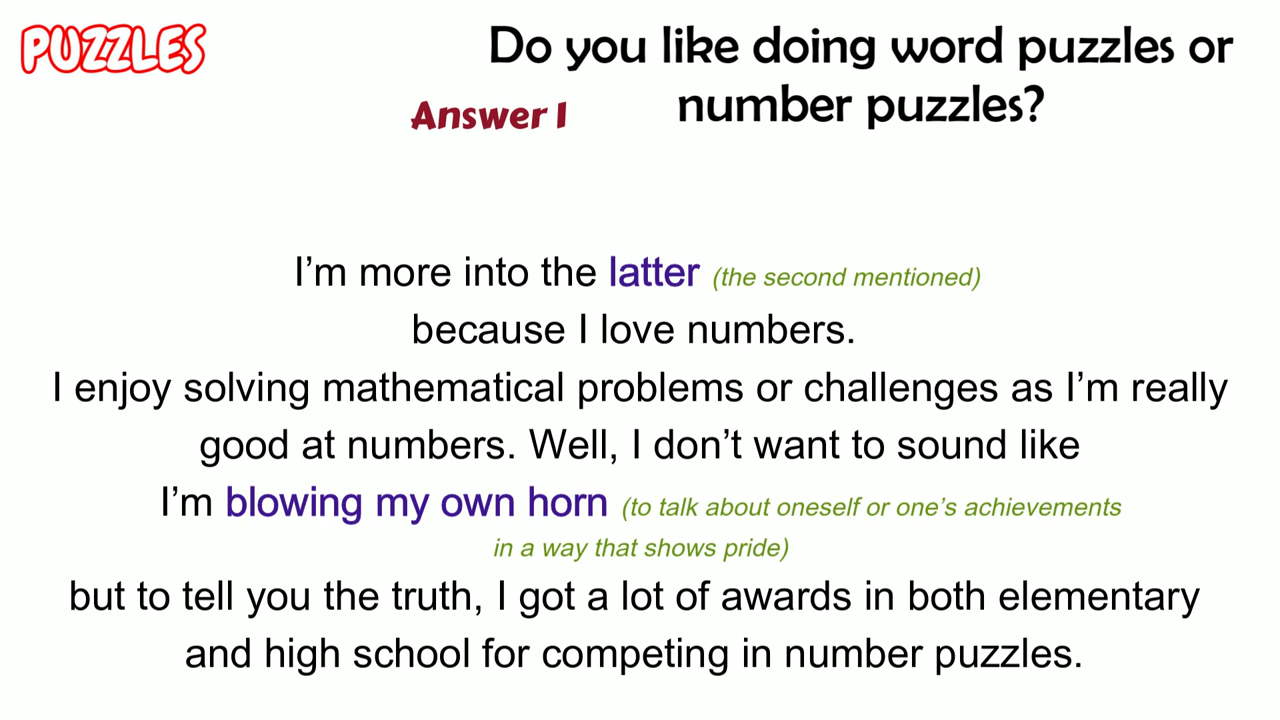 PUZZLES
Do you like doing word puzzles or
number puzzles?
Answer 1
I'm more into the latter (the second mentioned)
because I love numbers.
I enjoy solving mathematical problems or challenges as I'm really
good at numbers. Well, I don't want to sound like
I'm blowing my own horn (to talk about oneself or one's achievements
in a way that shows pride)
but to tell you the truth, I got a lot of awards in both elementary
and high school for competing in number puzzles.